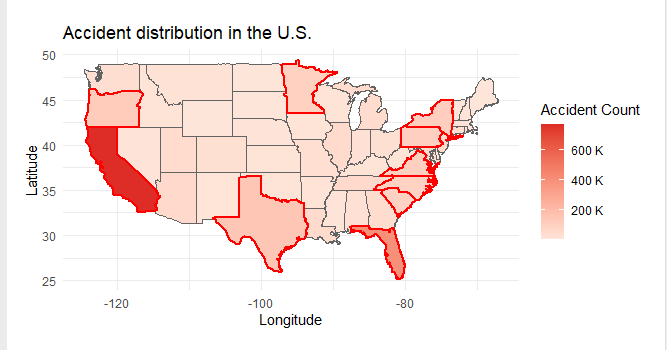 Accident distribution in the U.S.
50
45
40
35
30
25
Latitude
-120
-100
-80
Longitude
Accident Count
600 K
400 K
200 K